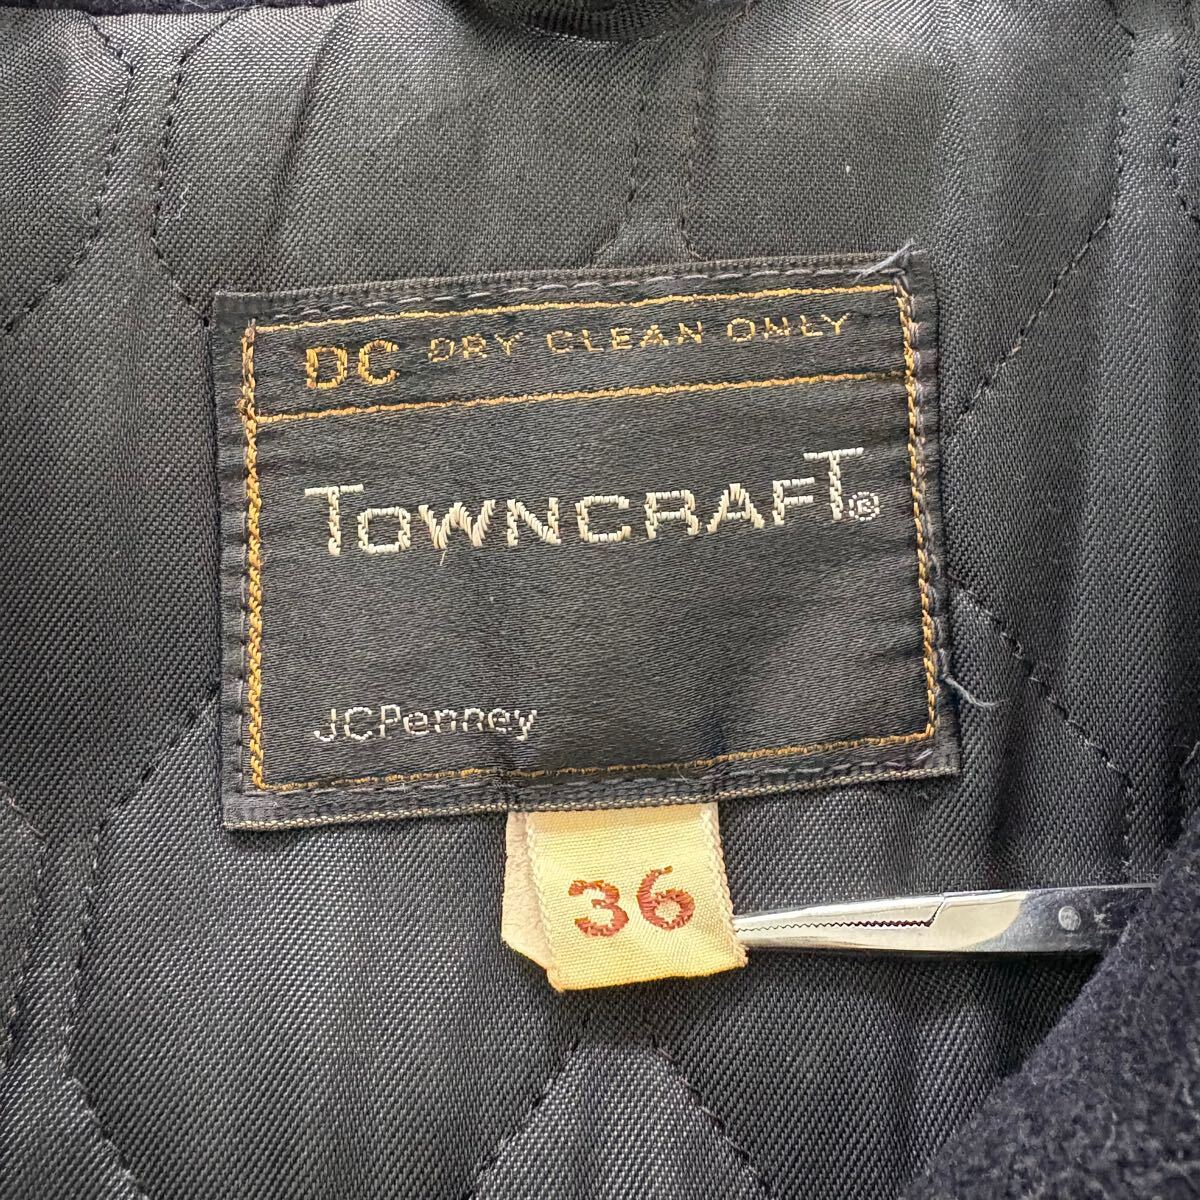 DC DRY CLEAN ONLY
TOWNCRAFT®
JCPenney
36